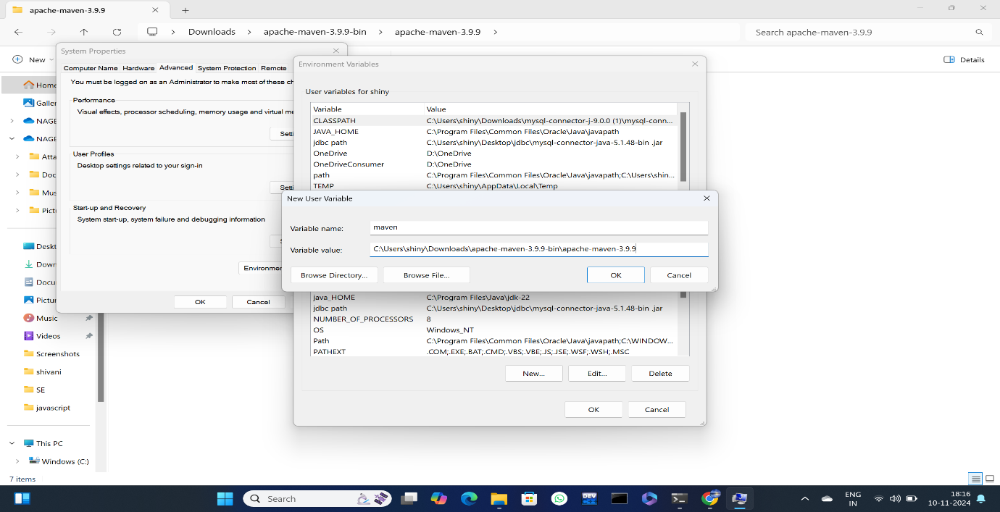 apache-maven-3.9.9
Downloads > apache-maven-3.9.9-bin > apache-maven-3.9.9 >
Search apache-maven-3.9.9
New
Details
Home
Galler
NAGE
NAGE
Atta
Doc
Mus
Pictu
Deskt
Down
Docu
Pictu
Music
Videos
Screenshots
shivani
SE
javascript
This PC
Windows (C:)
7 items
System Properties
Computer Name Hardware Advanced System Protection Remote
You must be logged on as an Administrator to make most of these ch
Performance
Visual effects, processor scheduling, memory usage and virtual me
Setti
User Profiles
Desktop settings related to your sign-in
Setti
Start-up and Recovery
System start-up, system failure and debugging information
S
Environmen
OK Cancel
Environment Variables
User variables for shiny
Variable Value
CLASSPATH C:\Users\shiny\Downloads\mysql-connector-j-9.0.0 (1)\mysql-conn...
JAVA_HOME C:\Program Files\Common Files\Oracle\Java\javapath
jdbc path C:\Users\shiny\Desktop\jdbc\mysql-connector-java-5.1.48-bin .jar
OneDrive D:\OneDrive
OneDriveConsumer D:\OneDrive
path C:\Program Files\Common Files\Oracle\Java\javapath;C:\Users\shin...
TEMP C:\Users\shiny\AppData\Local\Temp
New User Variable
Variable name: maven
Variable value: C:\Users\shiny\Downloads\apache-maven-3.9.9-bin\apache-maven-3.9.9
Browse Directory... Browse File... OK Cancel
java_HOME C:\Program Files\Java\jdk-22
jdbc path C:\Users\shiny\Desktop\jdbc\mysql-connector-java-5.1.48-bin .jar
NUMBER_OF_PROCESSORS 8
OS Windows_NT
Path C:\Program Files\Common Files\Oracle\Java\javapath;C:\WINDOW...
PATHEXT .COM;.EXE;.BAT;.CMD;.VBS;.VBE;.JS;.JSE;.WSF;.WSH;.MSC
New... Edit... Delete
OK Cancel
Search
DEV
ENG
IN
18:16
10-11-2024